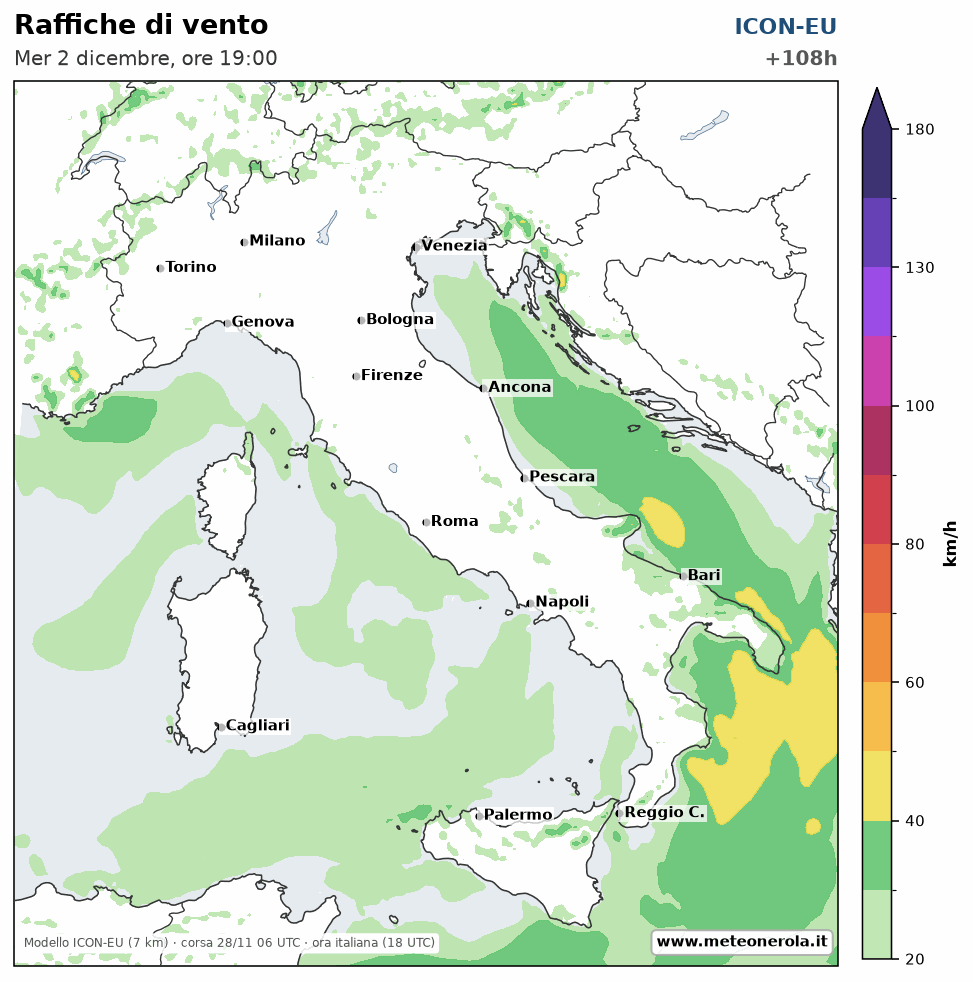 Raffiche di vento
ICON-EU
Mer 2 dicembre, ore 19:00
+108h
180
130
100
80
60
40
20
km/h
Milano
Venezia
Torino
Genova
Bologna
Firenze
Ancona
Pescara
Roma
Bari
Napoli
Cagliari
Palermo
Reggio C.
Modello ICON-EU (7 km) · corsa 28/11 06 UTC · ora italiana (18 UTC)
www.meteonerola.it